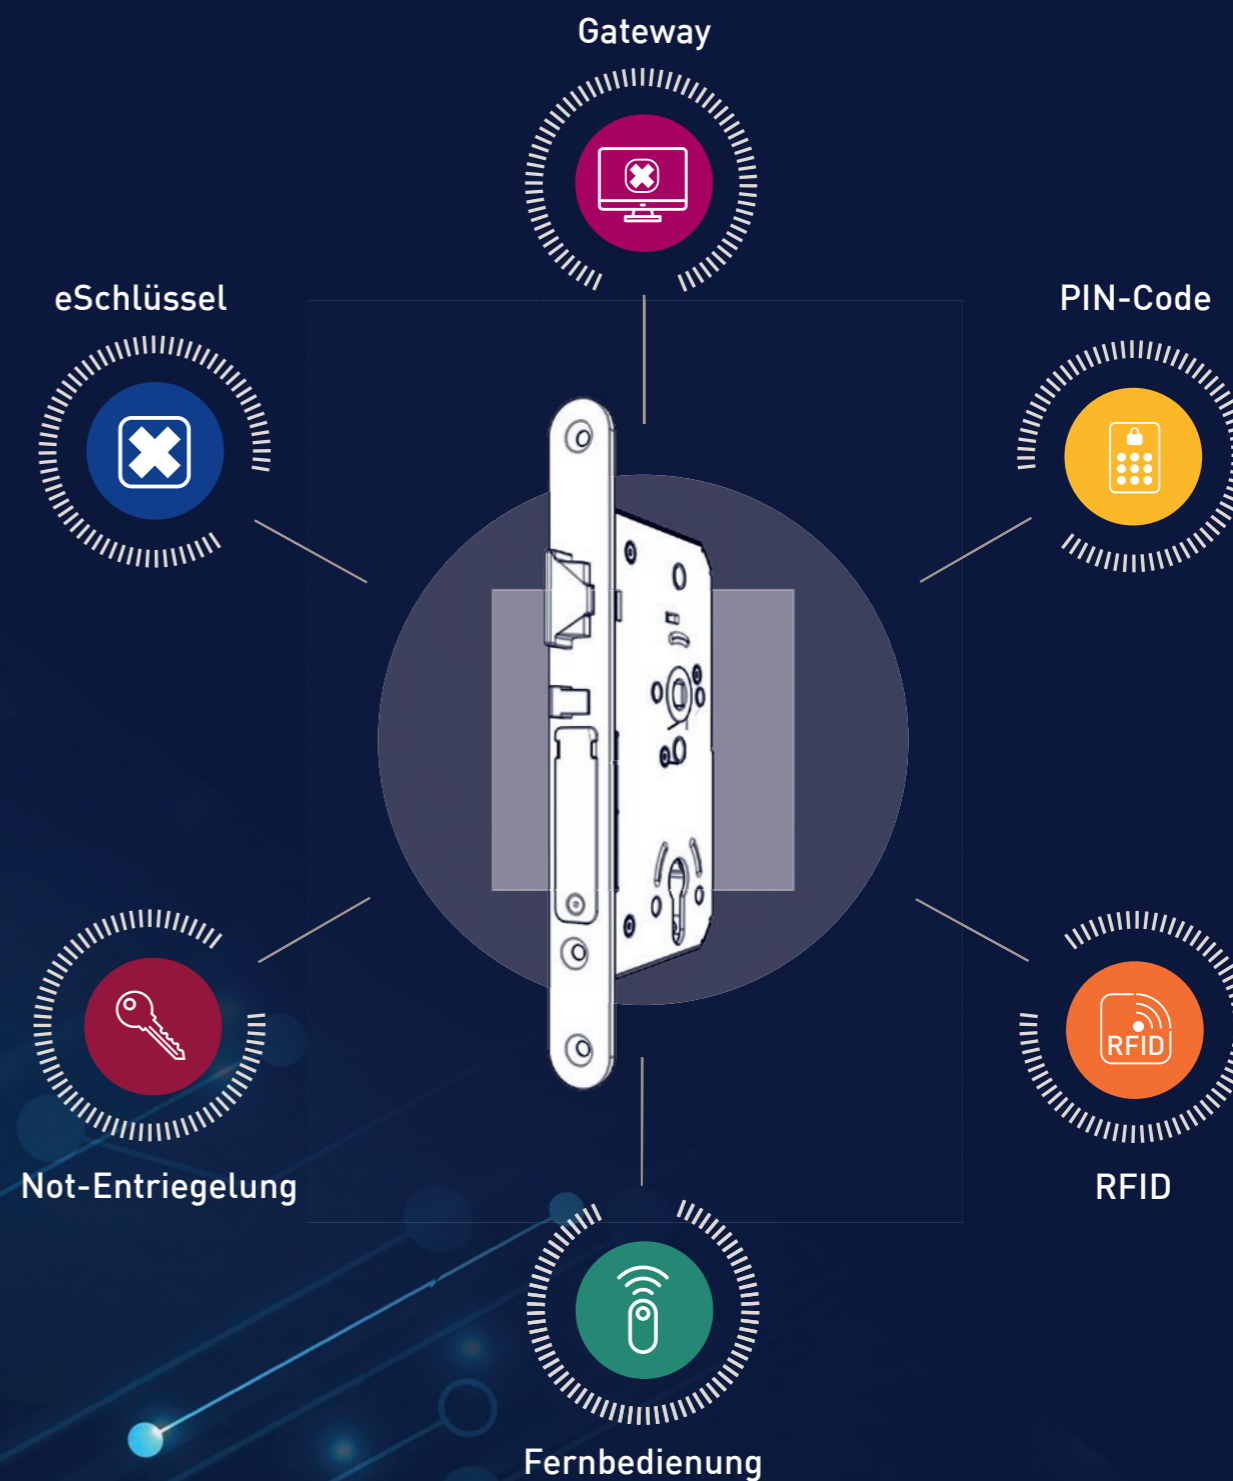 Gateway
eSchlüssel
PIN-Code
Not-Entriegelung
RFID
RFID
Fernbedienung